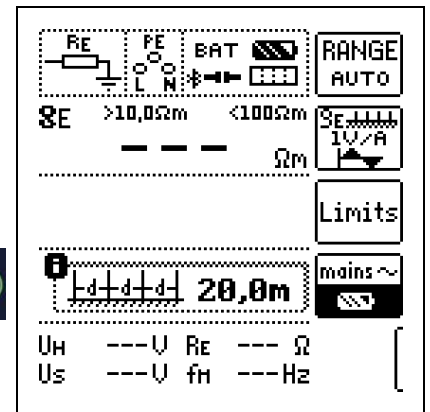 RE PE BAT RANGE
L N AUTO
ρE >10,0Ωm <100Ωm SE
1V/A
--- Ωm
Limits
mains ~
-d-d-d- 20,0m
UH ---V RE --- Ω
US ---V fH ---Hz